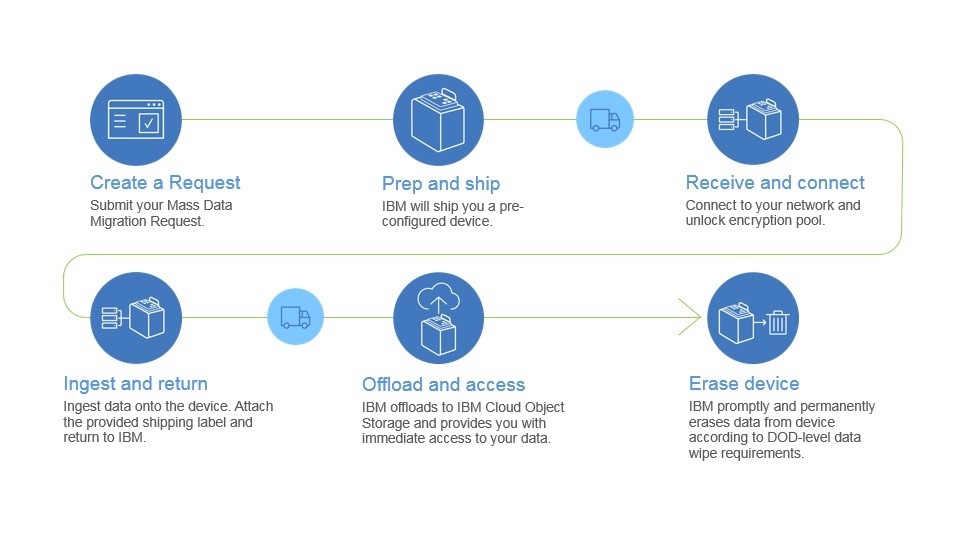 Create a Request
Submit your Mass Data
Migration Request.
Prep and ship
IBM will ship you a pre-
configured device.
Receive and connect
Connect to your network and
unlock encryption pool.
Ingest and return
Ingest data onto the device. Attach
the provided shipping label and
return to IBM.
Offload and access
IBM offloads to IBM Cloud Object
Storage and provides you with
immediate access to your data.
Erase device
IBM promptly and permanently
erases data from device
according to DOD-level data
wipe requirements.